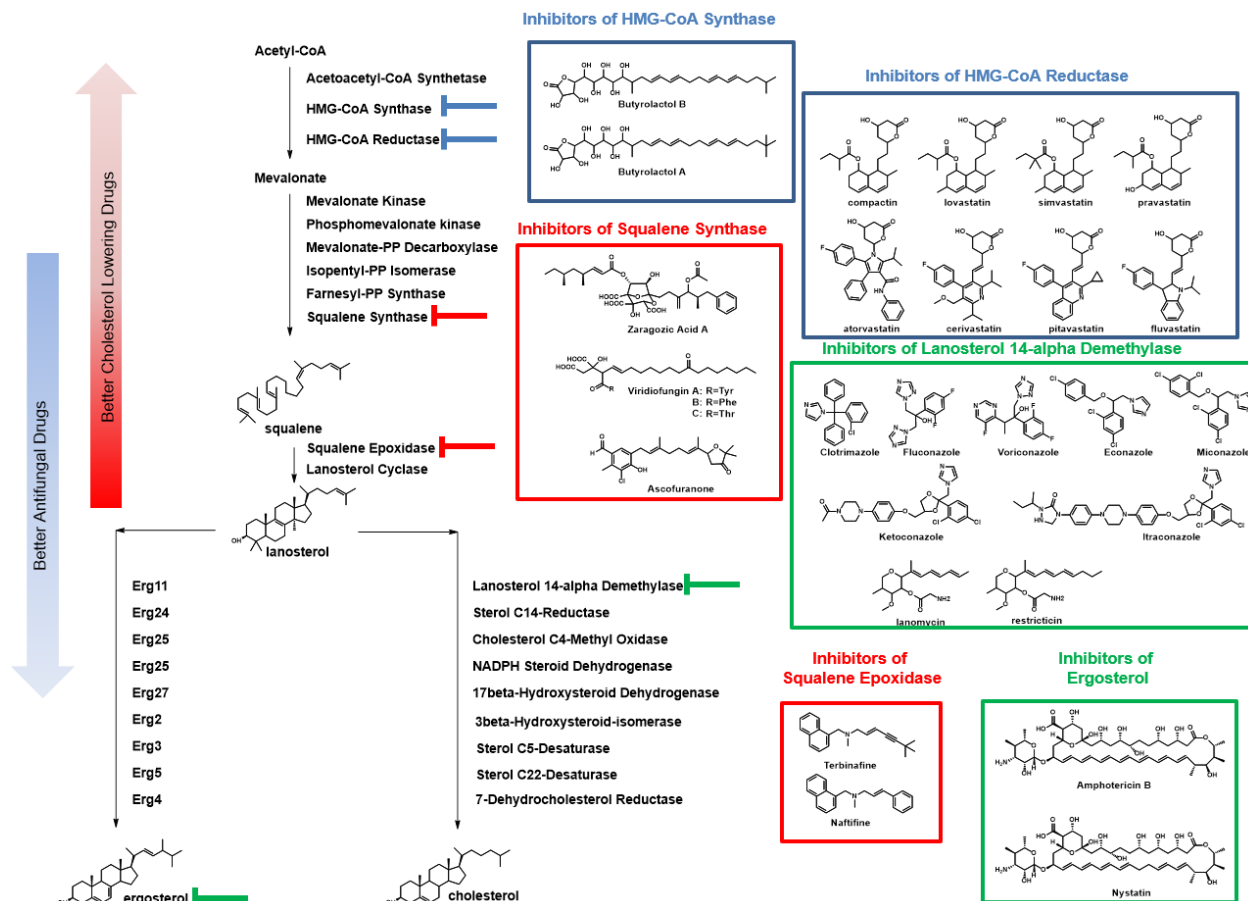 Inhibitors of HMG-CoA Synthase
Butyrolactol B
Butyrolactol A
Inhibitors of HMG-CoA Reductase
compactin
lovastatin
simvastatin
pravastatin
atorvastatin
cerivastatin
pitavastatin
fluvastatin
Acetyl-CoA
Acetoacetyl-CoA Synthetase
HMG-CoA Synthase
HMG-CoA Reductase
Mevalonate
Mevalonate Kinase
Phosphomevalonate kinase
Mevalonate-PP Decarboxylase
Isopentyl-PP Isomerase
Farnesyl-PP Synthase
Squalene Synthase
squalene
Squalene Epoxidase
Lanosterol Cyclase
lanosterol
Better Cholesterol Lowering Drugs
Better Antifungal Drugs
Inhibitors of Squalene Synthase
Zaragozic Acid A
Viridiofungin A: R=Tyr
B: R=Phe
C: R=Thr
Ascofuranone
Inhibitors of Lanosterol 14-alpha Demethylase
Clotrimazole
Fluconazole
Voriconazole
Econazole
Miconazole
Ketoconazole
Itraconazole
lanomycin
restricticin
Erg11
Erg24
Erg25
Erg25
Erg27
Erg2
Erg3
Erg5
Erg4
ergosterol
Lanosterol 14-alpha Demethylase
Sterol C14-Reductase
Cholesterol C4-Methyl Oxidase
NADPH Steroid Dehydrogenase
17beta-Hydroxysteroid Dehydrogenase
3beta-Hydroxysteroid-isomerase
Sterol C5-Desaturase
Sterol C22-Desaturase
7-Dehydrocholesterol Reductase
cholesterol
Inhibitors of
Squalene Epoxidase
Terbinafine
Naftifine
Inhibitors of
Ergosterol
Amphotericin B
Nystatin